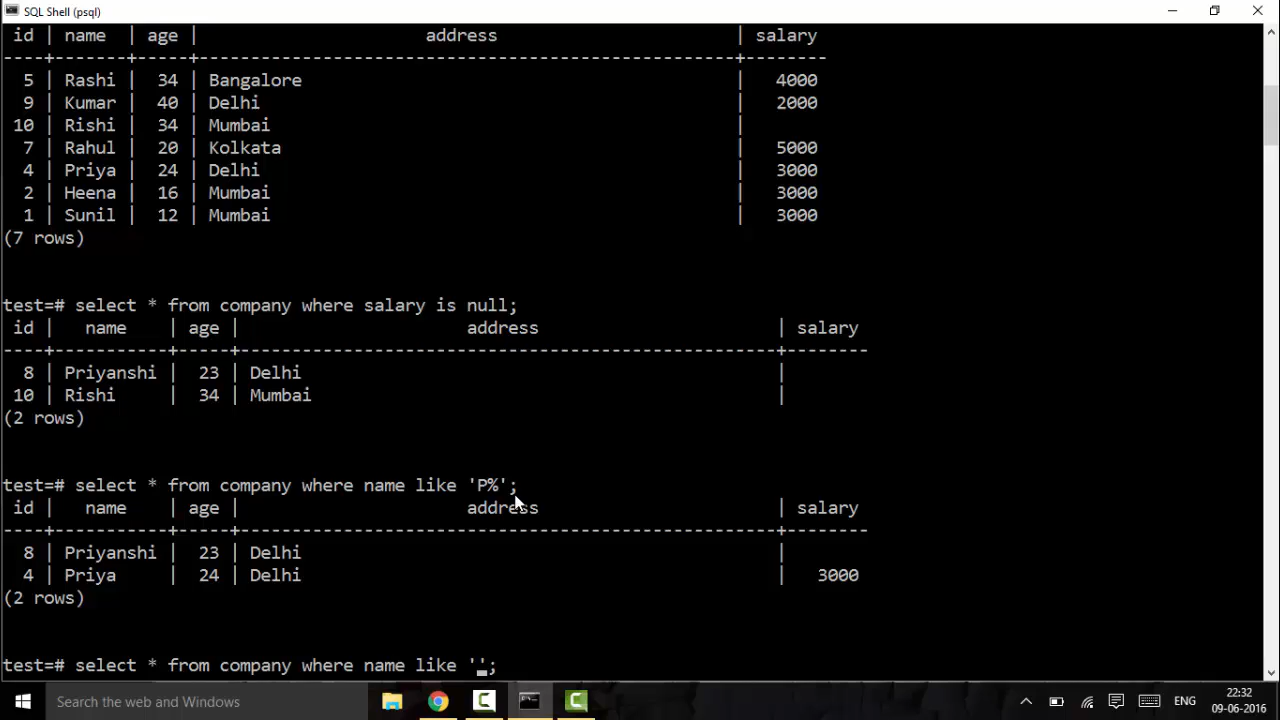 SQL Shell (psql)
id | name | age | address | salary
----+-------+-----+----------------------------------------------------+--------
5 | Rashi | 34 | Bangalore | 4000
9 | Kumar | 40 | Delhi | 2000
10 | Rishi | 34 | Mumbai |
7 | Rahul | 20 | Kolkata | 5000
4 | Priya | 24 | Delhi | 3000
2 | Heena | 16 | Mumbai | 3000
1 | Sunil | 12 | Mumbai | 3000
(7 rows)
test=# select * from company where salary is null;
id | name | age | address | salary
----+-----------+-----+----------------------------------------------------+--------
8 | Priyanshi | 23 | Delhi |
10 | Rishi | 34 | Mumbai |
(2 rows)
test=# select * from company where name like 'P%';
id | name | age | address | salary
----+-----------+-----+----------------------------------------------------+--------
8 | Priyanshi | 23 | Delhi |
4 | Priya | 24 | Delhi | 3000
(2 rows)
test=# select * from company where name like '';
Search the web and Windows
ENG
22:32
09-06-2016